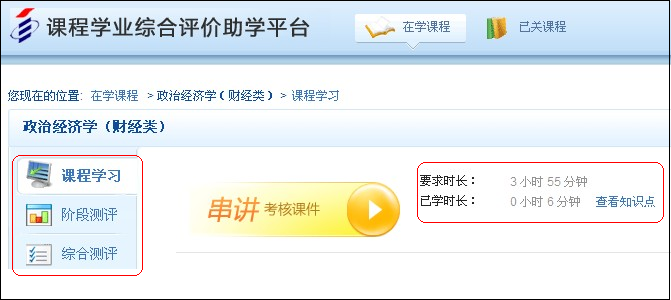 课程学业综合评价助学平台
在学课程
已关课程
您现在的位置: 在学课程 > 政治经济学(财经类) > 课程学习
政治经济学(财经类)
课程学习
阶段测评
综合测评
串讲 考核课件
要求时长： 3 小时 55 分钟
已学时长： 0 小时 6 分钟 查看知识点